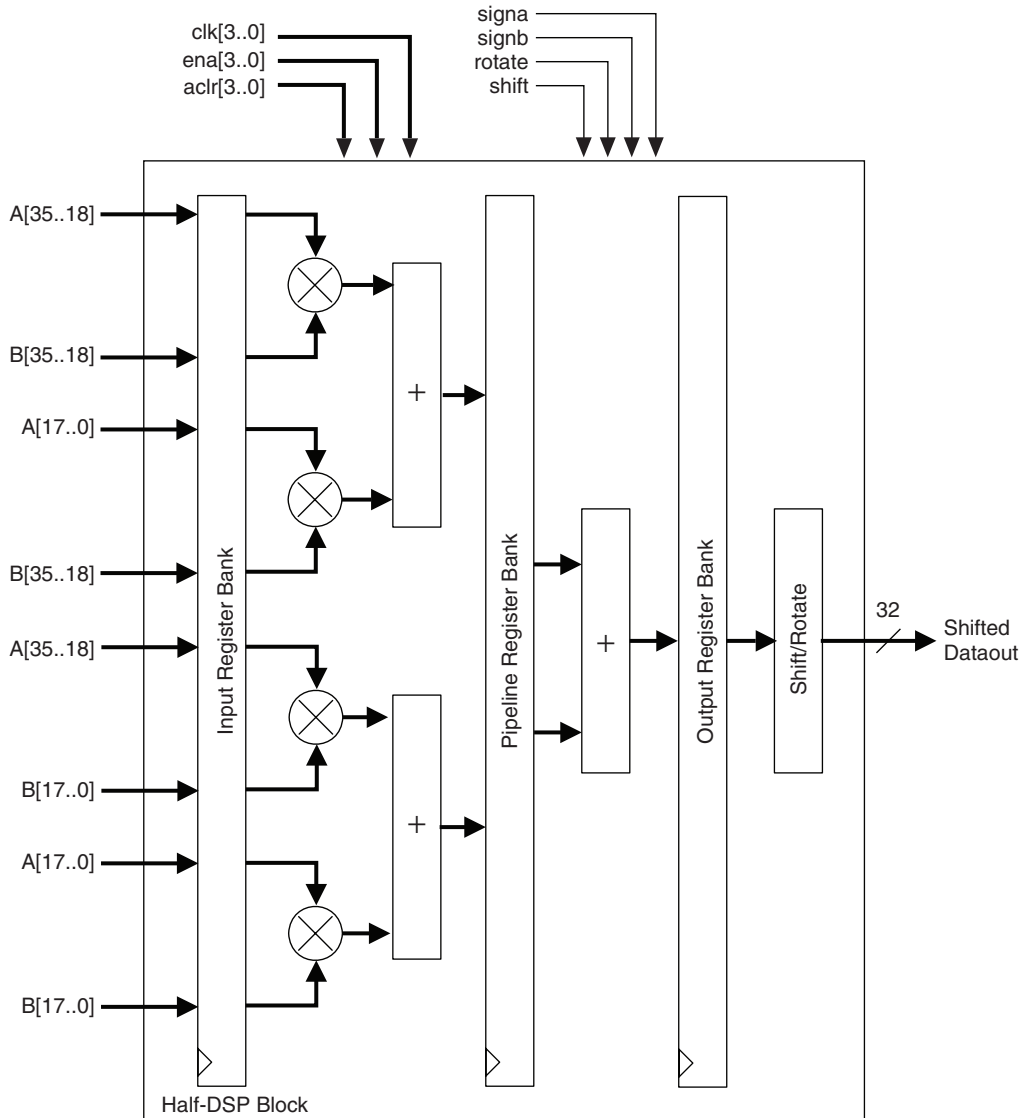 clk[3..0]
ena[3..0]
aclr[3..0]
signa
signb
rotate
shift
A[35..18]
B[35..18]
A[17..0]
B[35..18]
A[35..18]
B[17..0]
A[17..0]
B[17..0]
Input Register Bank
+
+
Pipeline Register Bank
+
Output Register Bank
Shift/Rotate
32
Shifted
Dataout
Half-DSP Block